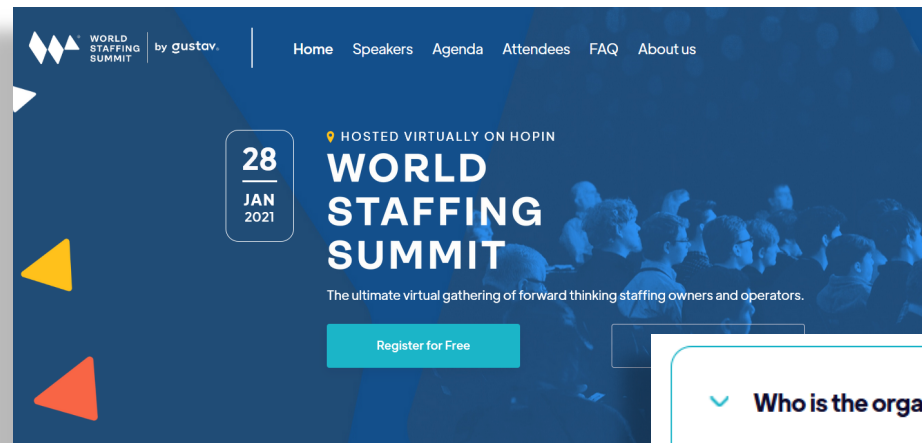 WORLD
STAFFING
SUMMIT
by gustav.
Home Speakers Agenda Attendees FAQ About us
28
JAN
2021
HOSTED VIRTUALLY ON HOPIN
WORLD
STAFFING
SUMMIT
The ultimate virtual gathering of forward thinking staffing owners and operators.
Register for Free
Who is the orga